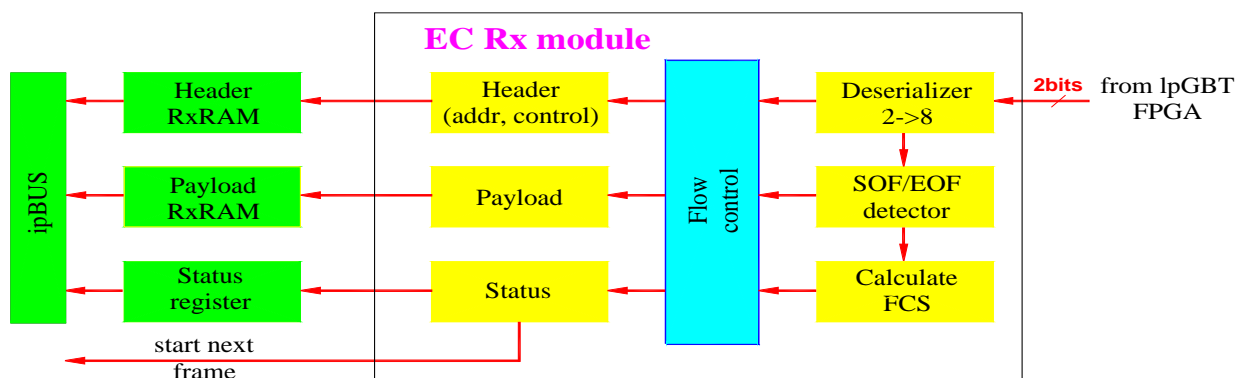 EC Rx module
ipBUS
Header
RxRAM
Header
(addr, control)
Flow
control
Deserializer
2->8
2bits
from lpGBT
FPGA
Payload
RxRAM
Payload
SOF/EOF
detector
Status
register
Status
Calculate
FCS
start next
frame